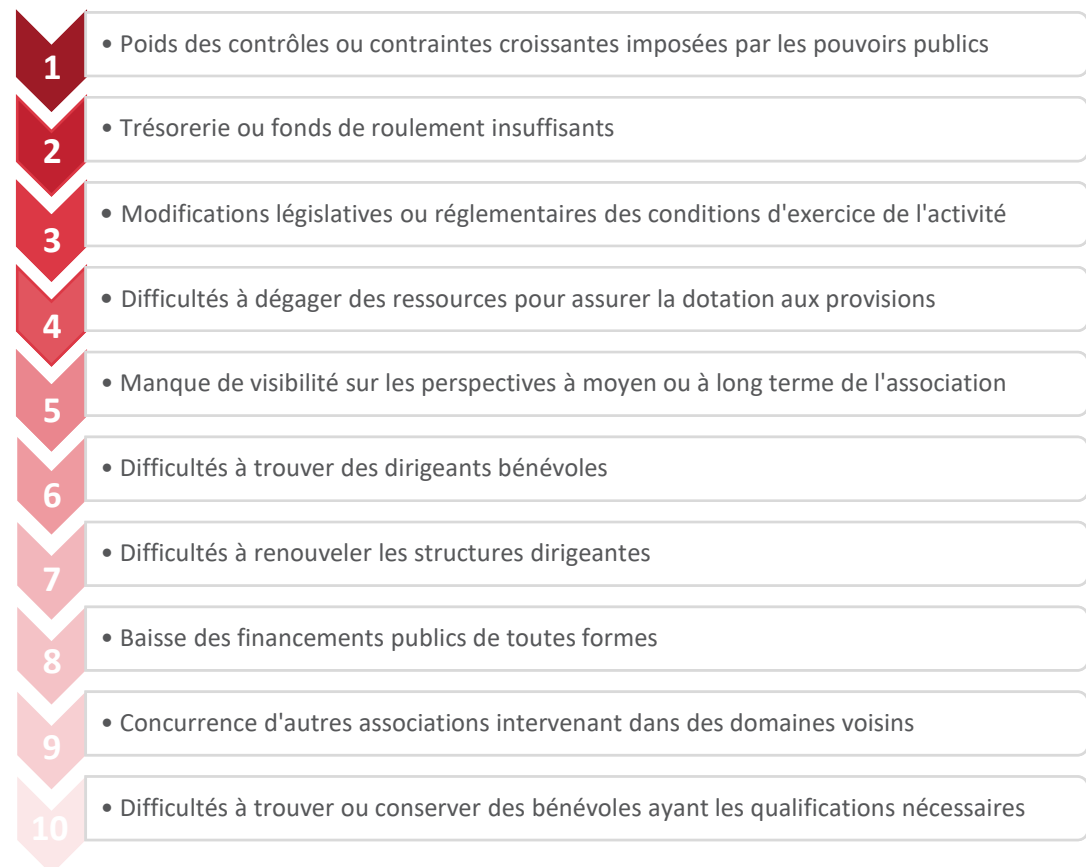 1
• Poids des contrôles ou contraintes croissantes imposées par les pouvoirs publics
2
• Trésorerie ou fonds de roulement insuffisants
3
• Modifications législatives ou réglementaires des conditions d'exercice de l'activité
4
• Difficultés à dégager des ressources pour assurer la dotation aux provisions
5
• Manque de visibilité sur les perspectives à moyen ou à long terme de l'association
6
• Difficultés à trouver des dirigeants bénévoles
7
• Difficultés à renouveler les structures dirigeantes
8
• Baisse des financements publics de toutes formes
9
• Concurrence d'autres associations intervenant dans des domaines voisins
10
• Difficultés à trouver ou conserver des bénévoles ayant les qualifications nécessaires